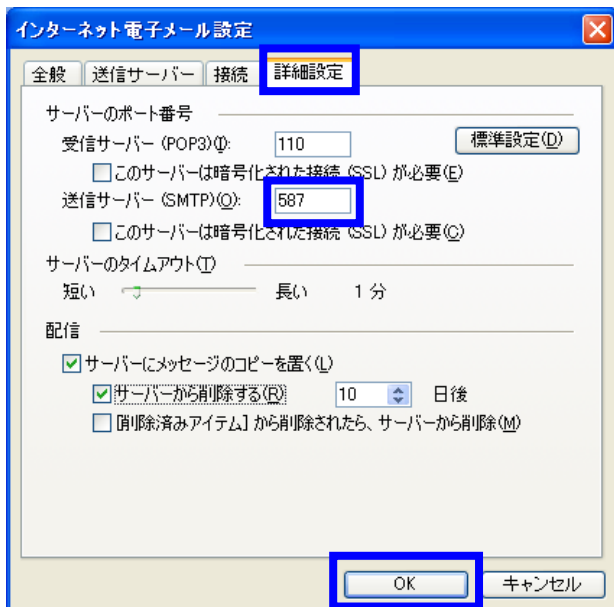 インターネット電子メール設定
全般 送信サーバー 接続 詳細設定
サーバーのポート番号
受信サーバー (POP3)(I): 110 標準設定(D)
このサーバーは暗号化された接続 (SSL) が必要(E)
送信サーバー (SMTP)(O): 587
このサーバーは暗号化された接続 (SSL) が必要(C)
サーバーのタイムアウト(T)
短い 長い 1 分
配信
サーバーにメッセージのコピーを置く(L)
サーバーから削除する(R) 10 日後
[削除済みアイテム] から削除されたら、サーバーから削除(M)
OK キャンセル